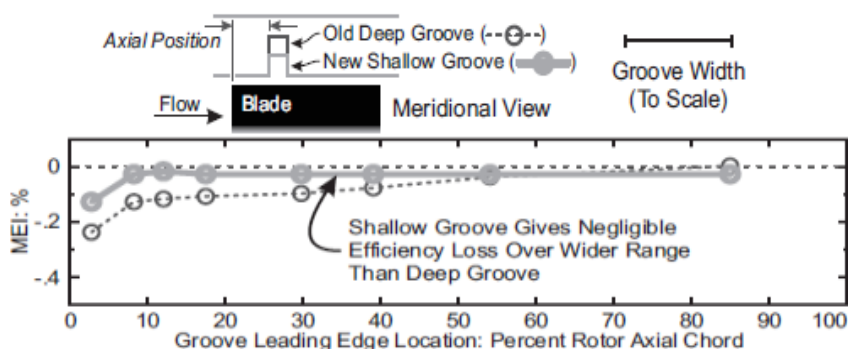 Axial Position
Old Deep Groove (--o--)
New Shallow Groove (—●—)
Groove Width
(To Scale)
Flow
Blade
Meridional View
MEI: %
0
-.2
-.4
Shallow Groove Gives Negligible
Efficiency Loss Over Wider Range
Than Deep Groove
0 10 20 30 40 50 60 70 80 90 100
Groove Leading Edge Location: Percent Rotor Axial Chord